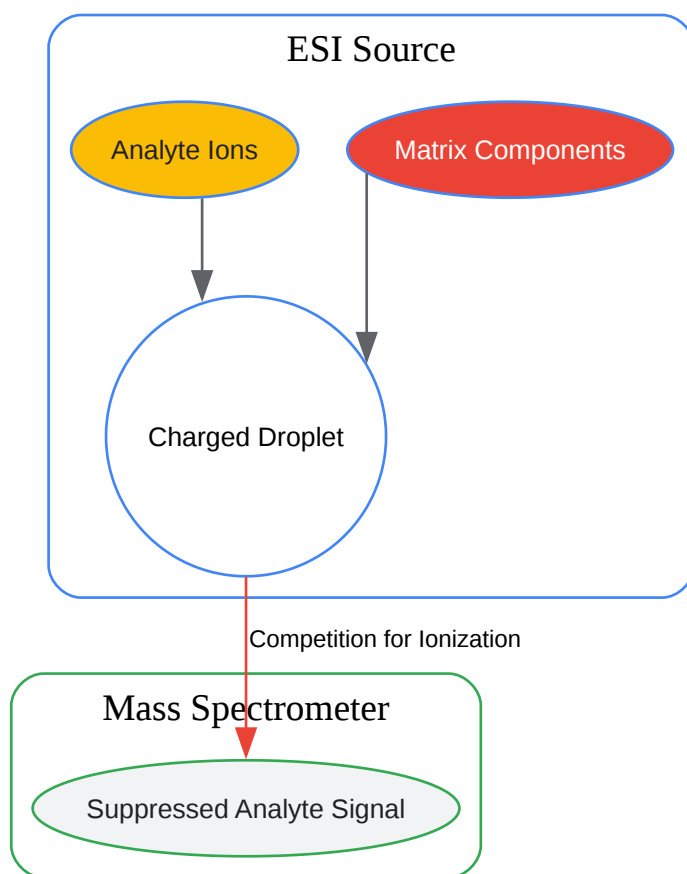 ESI Source
Analyte Ions
Matrix Components
Charged Droplet
Competition for Ionization
Mass Spectrometer
Suppressed Analyte Signal